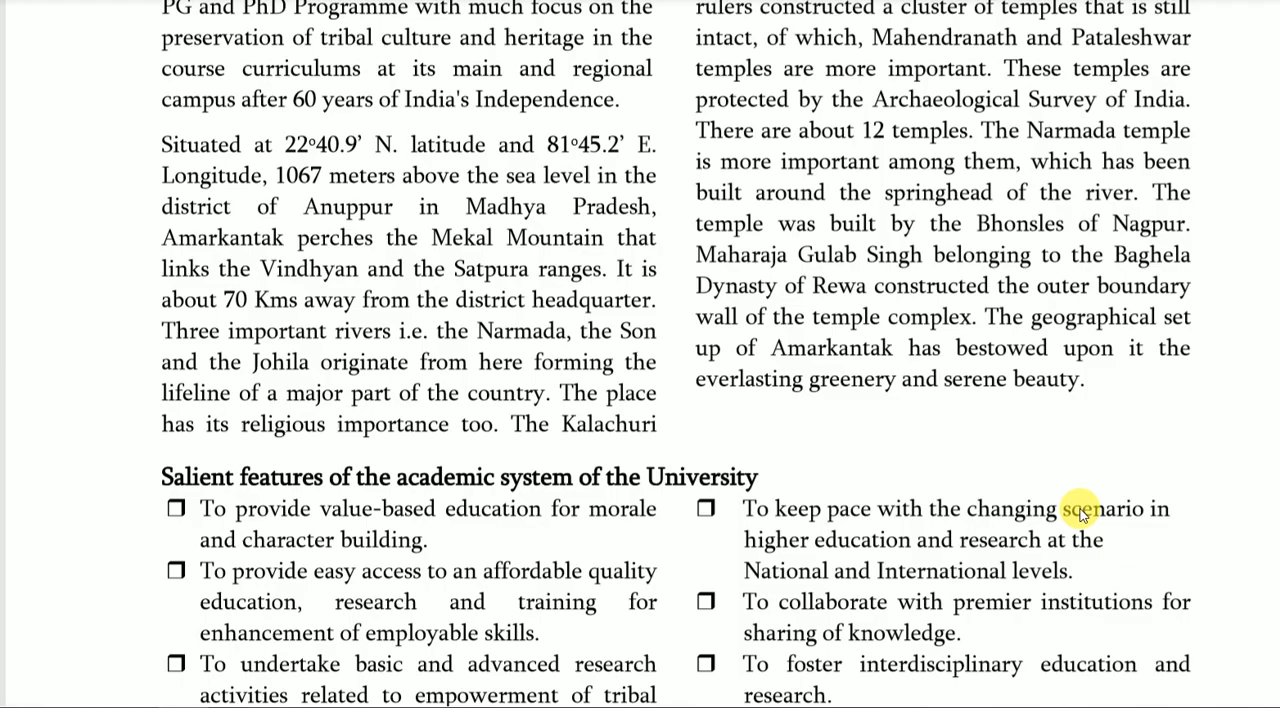 PG and PhD Programme with much focus on the
preservation of tribal culture and heritage in the
course curriculums at its main and regional
campus after 60 years of India's Independence.
Situated at 22º40.9’ N. latitude and 81º45.2’ E.
Longitude, 1067 meters above the sea level in the
district of Anuppur in Madhya Pradesh,
Amarkantak perches the Mekal Mountain that
links the Vindhyan and the Satpura ranges. It is
about 70 Kms away from the district headquarter.
Three important rivers i.e. the Narmada, the Son
and the Johila originate from here forming the
lifeline of a major part of the country. The place
has its religious importance too. The Kalachuri
rulers constructed a cluster of temples that is still
intact, of which, Mahendranath and Pataleshwar
temples are more important. These temples are
protected by the Archaeological Survey of India.
There are about 12 temples. The Narmada temple
is more important among them, which has been
built around the springhead of the river. The
temple was built by the Bhonsles of Nagpur.
Maharaja Gulab Singh belonging to the Baghela
Dynasty of Rewa constructed the outer boundary
wall of the temple complex. The geographical set
up of Amarkantak has bestowed upon it the
everlasting greenery and serene beauty.
Salient features of the academic system of the University
❒ To provide value-based education for morale
and character building.
❒ To provide easy access to an affordable quality
education, research and training for
enhancement of employable skills.
❒ To undertake basic and advanced research
activities related to empowerment of tribal
❒ To keep pace with the changing scenario in
higher education and research at the
National and International levels.
❒ To collaborate with premier institutions for
sharing of knowledge.
❒ To foster interdisciplinary education and
research.